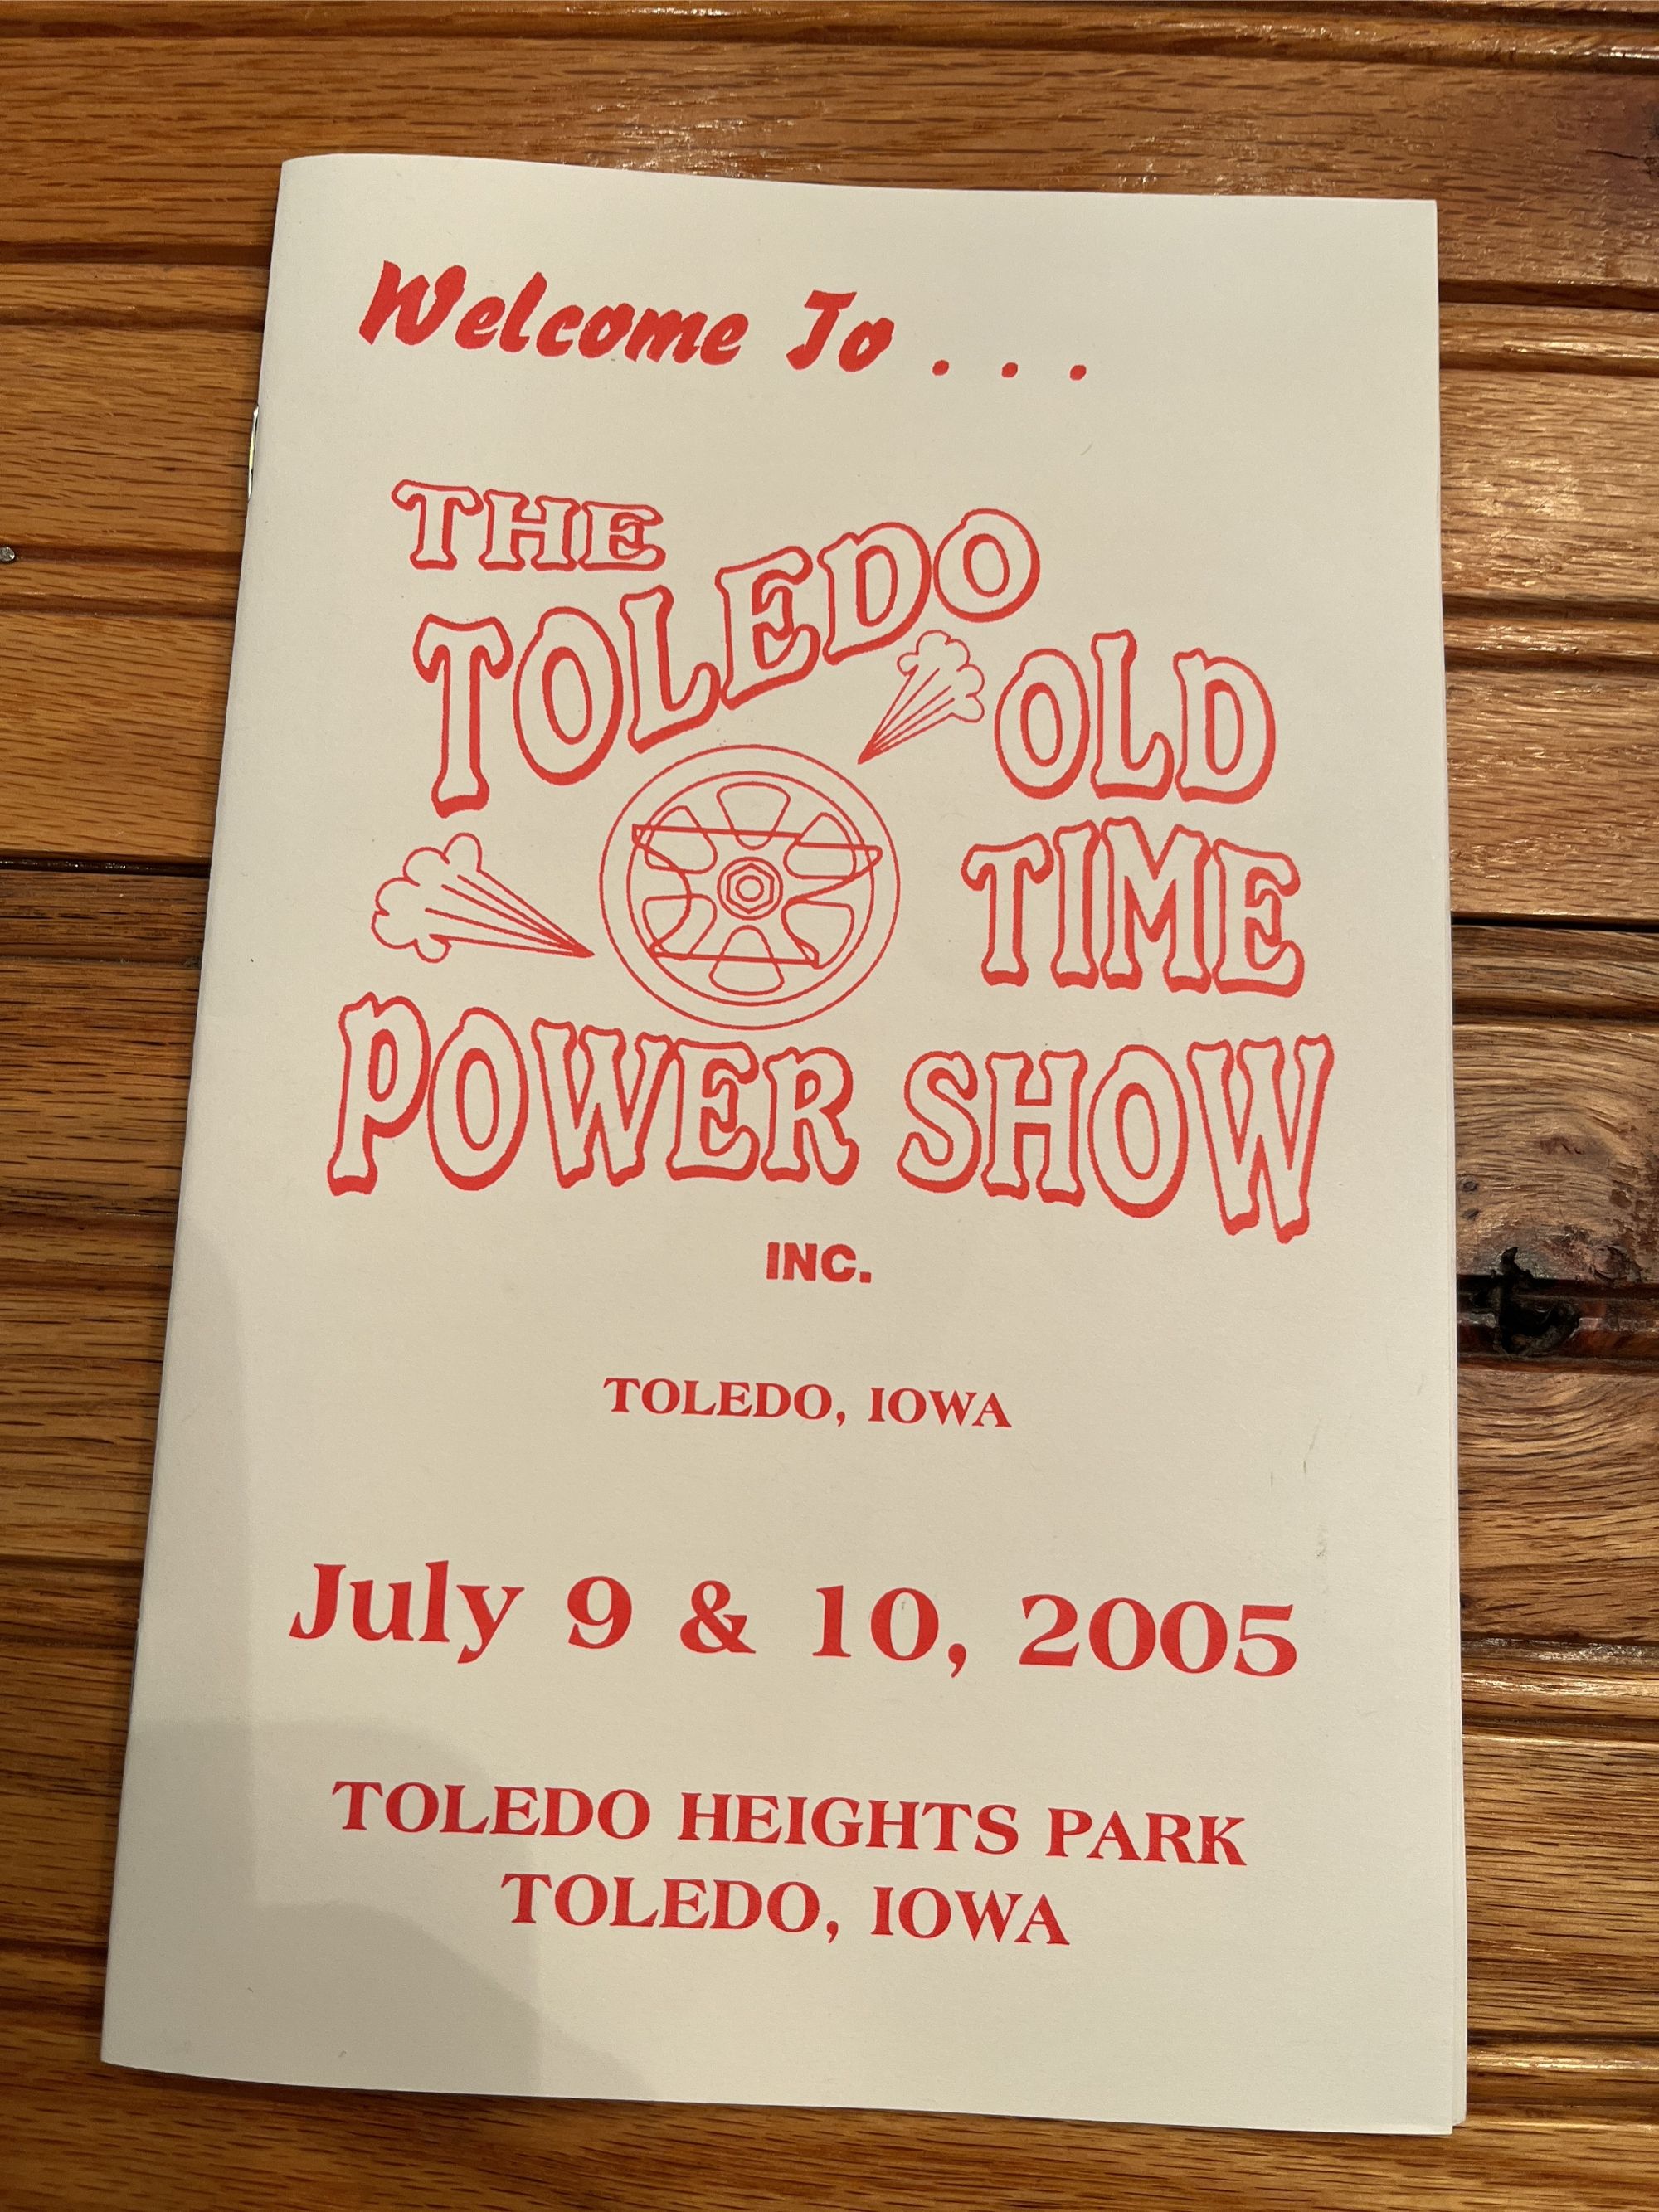 Welcome To . . .
THE
TOLEDO
OLD
TIME
POWER SHOW
INC.
TOLEDO, IOWA
July 9 & 10, 2005
TOLEDO HEIGHTS PARK
TOLEDO, IOWA